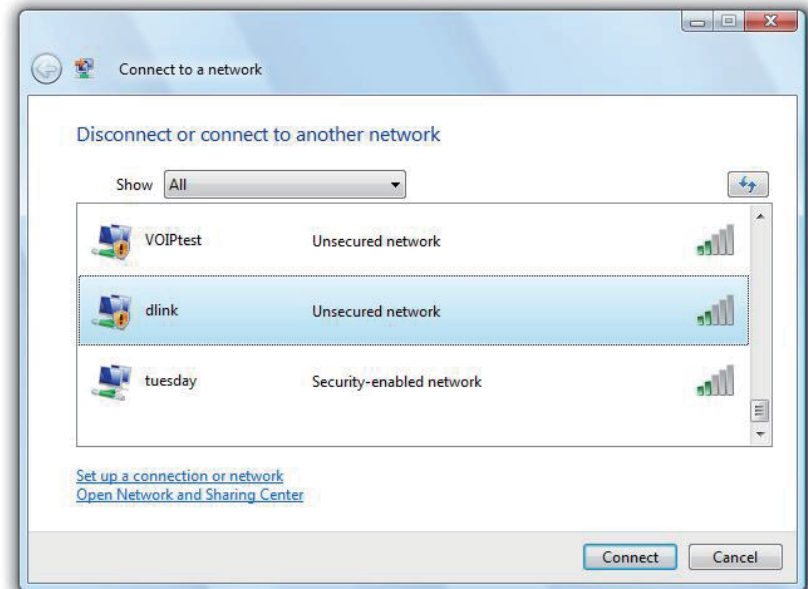 Connect to a network
Disconnect or connect to another network
Show All
VOIPtest Unsecured network
dlink Unsecured network
tuesday Security-enabled network
Set up a connection or network
Open Network and Sharing Center
Connect Cancel